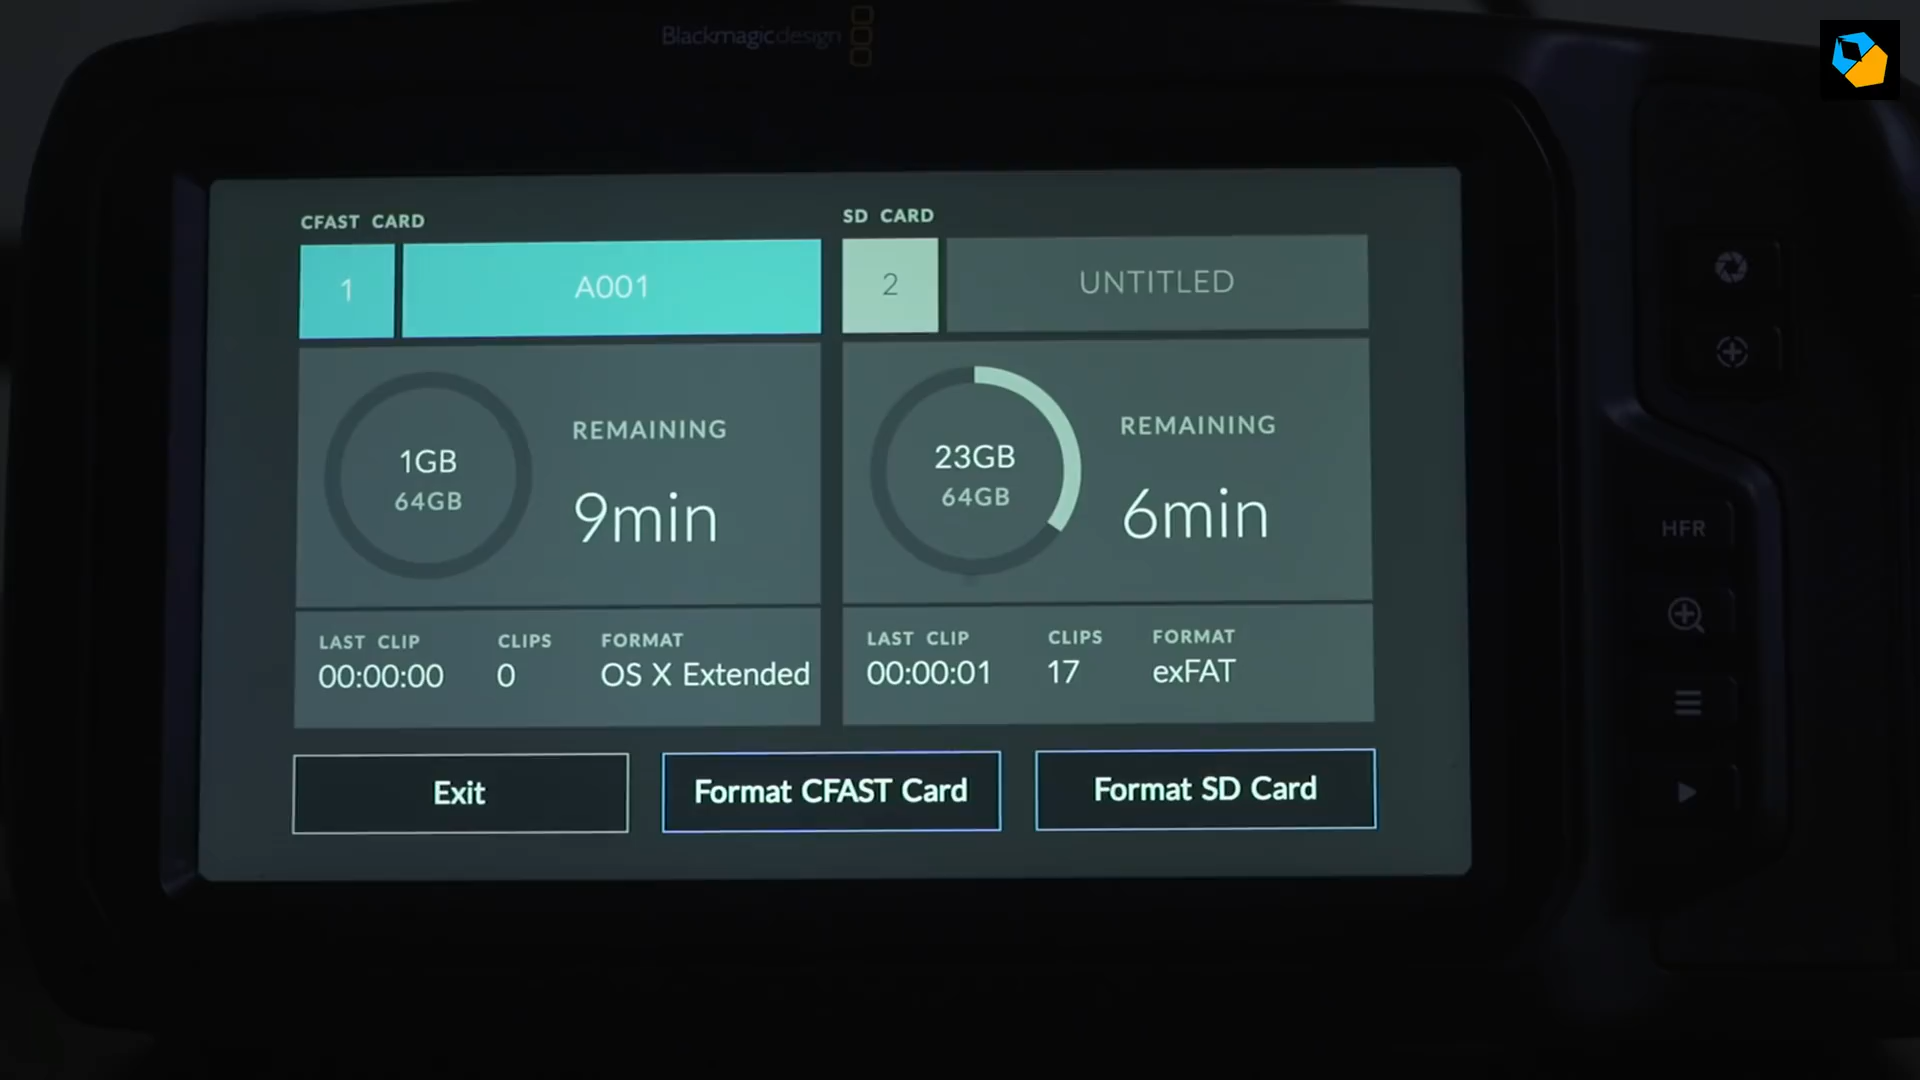 Blackmagicdesign
CFAST CARD
1
A001
1GB
64GB
REMAINING
9min
LAST CLIP
00:00:00
CLIPS
0
FORMAT
OS X Extended
SD CARD
2
UNTITLED
23GB
64GB
REMAINING
6min
LAST CLIP
00:00:01
CLIPS
17
FORMAT
exFAT
Exit
Format CFAST Card
Format SD Card
HFR